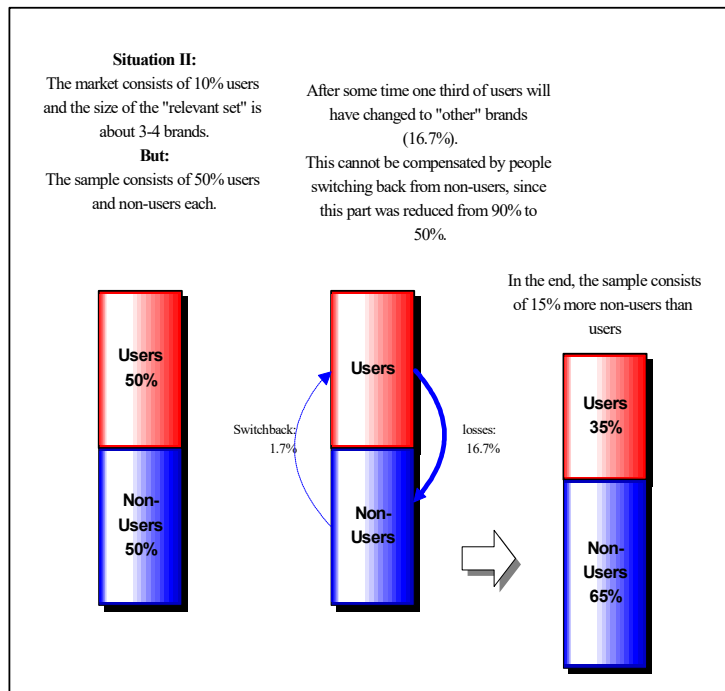 Situation II:
The market consists of 10% users
and the size of the "relevant set" is
about 3-4 brands.
But:
The sample consists of 50% users
and non-users each.
After some time one third of users will
have changed to "other" brands
(16.7%).
This cannot be compensated by people
switching back from non-users, since
this part was reduced from 90% to
50%.
In the end, the sample consists
of 15% more non-users than
users
Users
50%
Non-
Users
50%
Switchback:
1.7%
Users
Non-
Users
losses:
16.7%
Users
35%
Non-
Users
65%